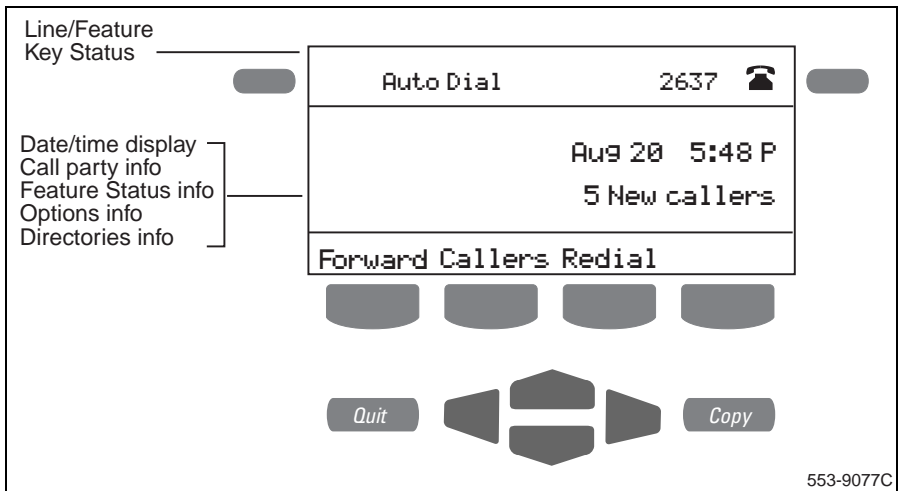 Line/Feature
Key Status
Auto Dial 2637
Date/time display
Call party info
Feature Status info
Options info
Directories info
Aug 20 5:48 P
5 New callers
Forward Callers Redial
Quit
Copy
553-9077C